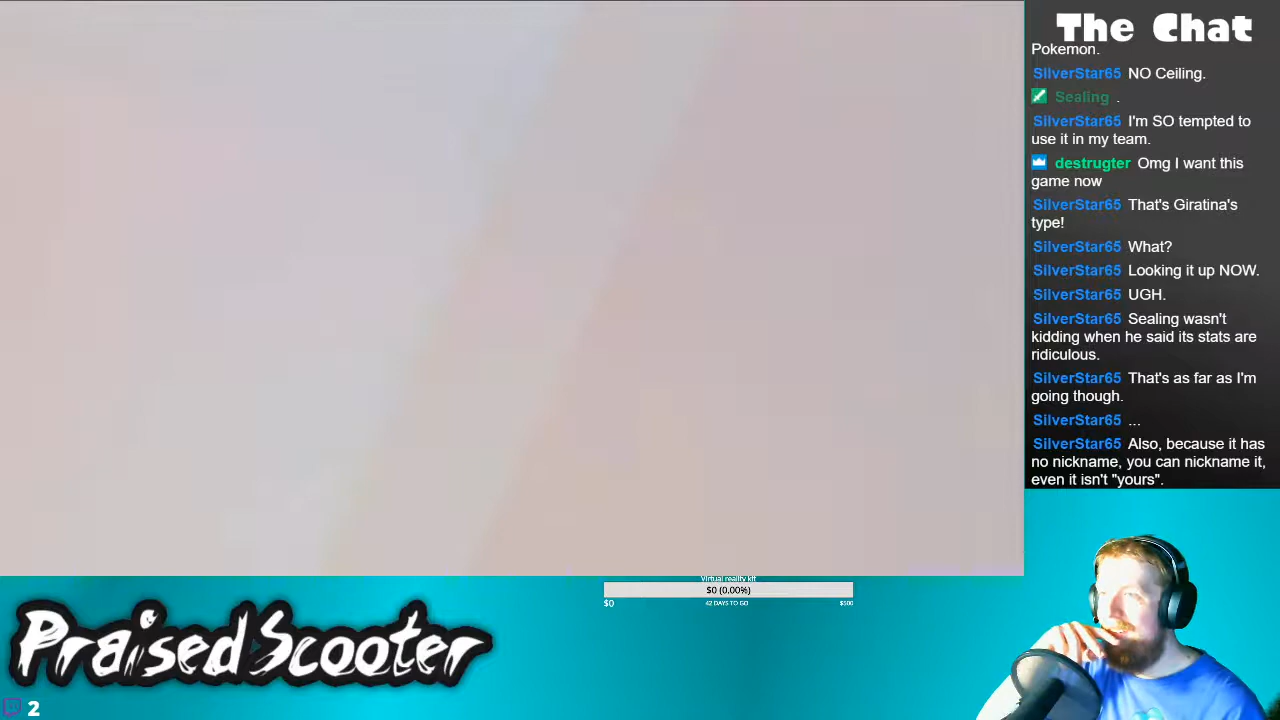 The Chat
Pokemon.
SilverStar65 NO Ceiling.
Sealing .
SilverStar65 I'm SO tempted to
use it in my team.
destrugter Omg I want this
game now
SilverStar65 That's Giratina's
type!
SilverStar65 What?
SilverStar65 Looking it up NOW.
SilverStar65 UGH.
SilverStar65 Sealing wasn't
kidding when he said its stats are
ridiculous.
SilverStar65 That's as far as I'm
going though.
SilverStar65 ...
SilverStar65 Also, because it has
no nickname, you can nickname it,
even it isn't "yours".
Virtual reality kit
$0 (0.00%)
$0 42 DAYS TO GO $500
PraisedScooter
2